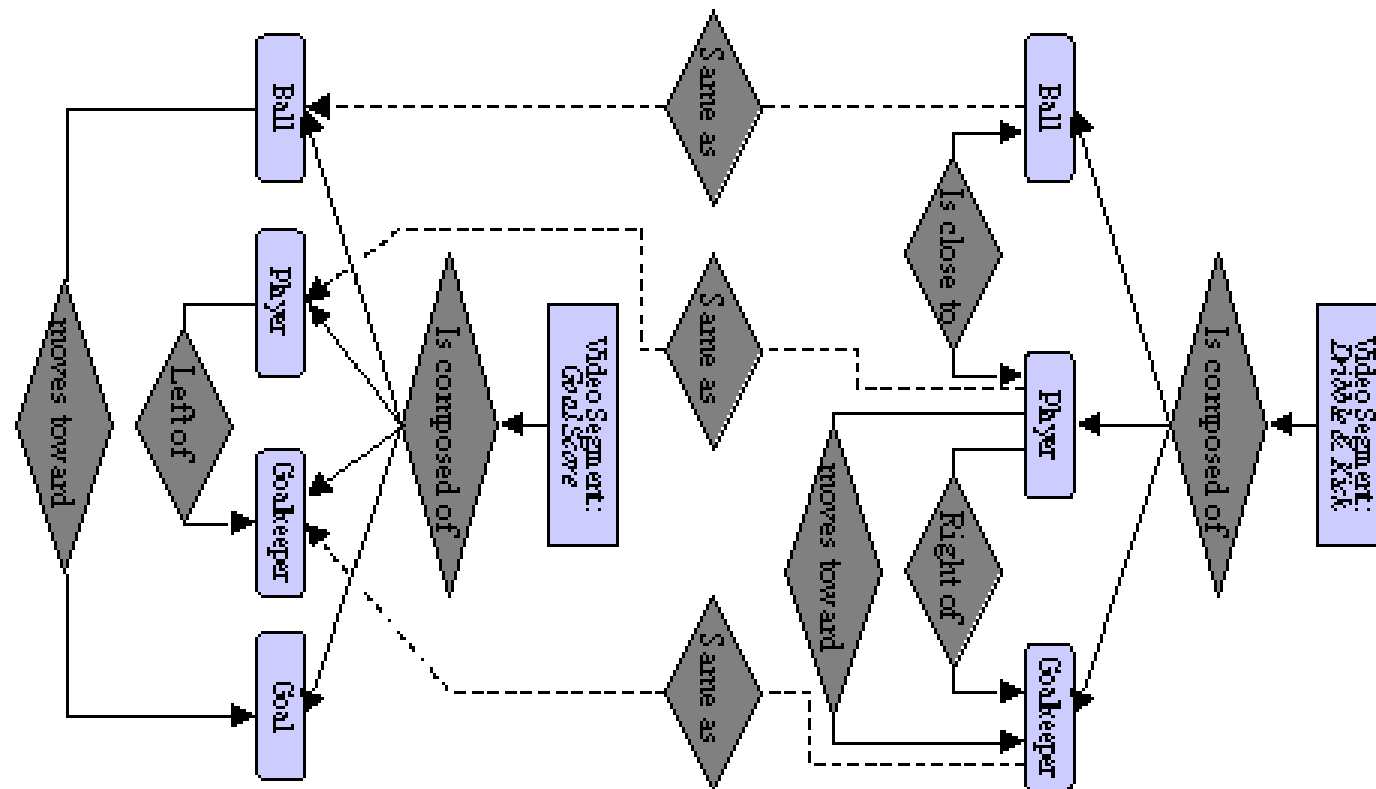 Video Segment:
Dribble & Kick
Is composed of
Ball
Player
Goalkeeper
Is close to
Right of
moves toward
Same as
Same as
Same as
Video Segment:
Goal Score
Is composed of
Ball
Player
Goalkeeper
Goal
Left of
moves toward